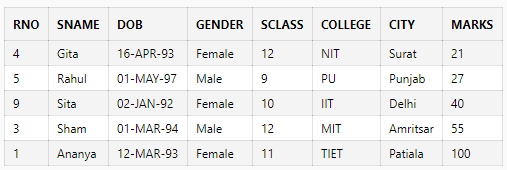 RNO SNAME DOB GENDER SCLASS COLLEGE CITY MARKS
4 Gita 16-APR-93 Female 12 NIT Surat 21
5 Rahul 01-MAY-97 Male 9 PU Punjab 27
9 Sita 02-JAN-92 Female 10 IIT Delhi 40
3 Sham 01-MAR-94 Male 12 MIT Amritsar 55
1 Ananya 12-MAR-93 Female 11 TIET Patiala 100